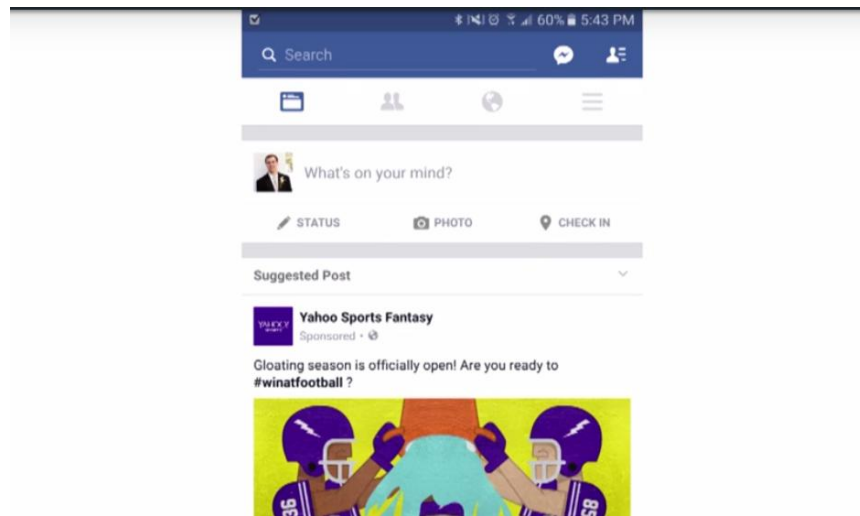 60% 5:43 PM
Search
What's on your mind?
STATUS PHOTO CHECK IN
Suggested Post
YAHOO!
SPORTS
Yahoo Sports Fantasy
Sponsored ·
Gloating season is officially open! Are you ready to
#winatfootball ?
36 58